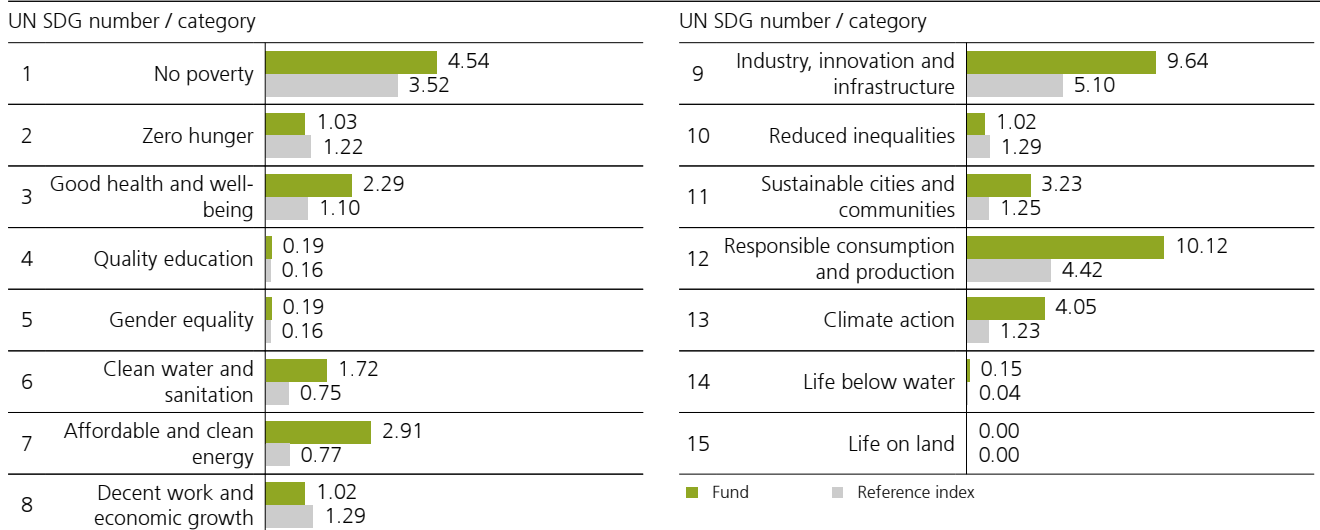 UN SDG number / category
1 No poverty 4.54
3.52
2 Zero hunger 1.03
1.22
3 Good health and well-
being 2.29
1.10
4 Quality education 0.19
0.16
5 Gender equality 0.19
0.16
6 Clean water and
sanitation 1.72
0.75
7 Affordable and clean
energy 2.91
0.77
8 Decent work and
economic growth 1.02
1.29
UN SDG number / category
9 Industry, innovation and
infrastructure 9.64
5.10
10 Reduced inequalities 1.02
1.29
11 Sustainable cities and
communities 3.23
1.25
12 Responsible consumption
and production 10.12
4.42
13 Climate action 4.05
1.23
14 Life below water 0.15
0.04
15 Life on land 0.00
0.00
Fund Reference index